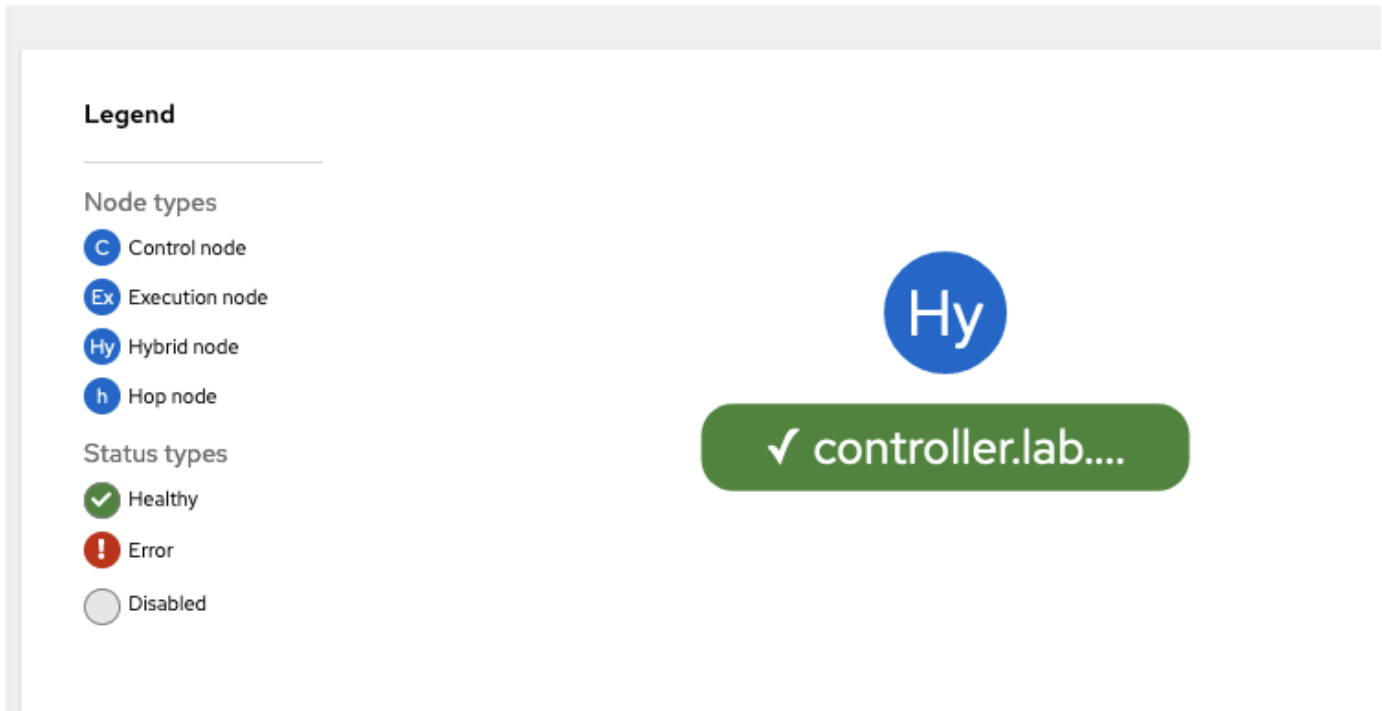 Legend
Node types
C Control node
Ex Execution node
Hy Hybrid node
h Hop node
Status types
Healthy
! Error
Disabled
Hy
✓ controller.lab....